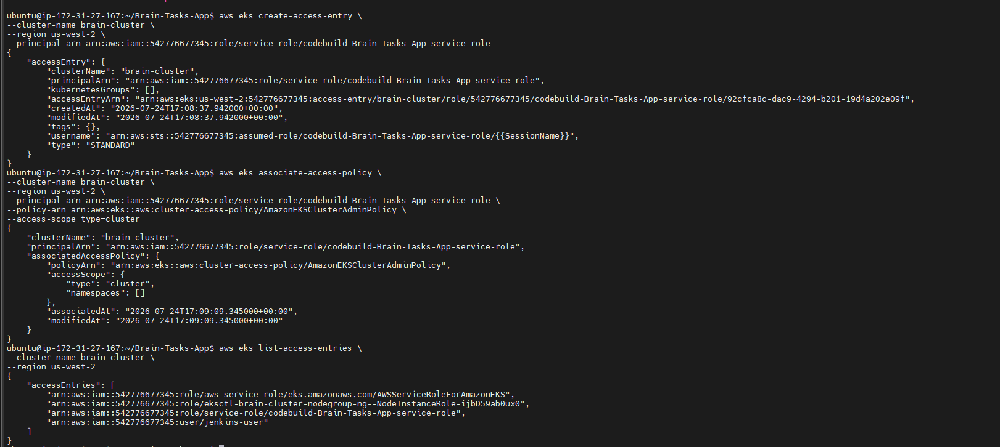 ubuntu@ip-172-31-27-167:~/Brain-Tasks-App$ aws eks create-access-entry \
--cluster-name brain-cluster \
--region us-west-2 \
--principal-arn arn:aws:iam::542776677345:role/service-role/codebuild-Brain-Tasks-App-service-role
{
    "accessEntry": {
        "clusterName": "brain-cluster",
        "principalArn": "arn:aws:iam::542776677345:role/service-role/codebuild-Brain-Tasks-App-service-role",
        "kubernetesGroups": [],
        "accessEntryArn": "arn:aws:eks:us-west-2:542776677345:access-entry/brain-cluster/role/542776677345/codebuild-Brain-Tasks-App-service-role/92cfca8c-dac9-4294-b201-19d4a202e09f",
        "createdAt": "2026-07-24T17:08:37.942000+00:00",
        "modifiedAt": "2026-07-24T17:08:37.942000+00:00",
        "tags": {},
        "username": "arn:aws:sts::542776677345:assumed-role/codebuild-Brain-Tasks-App-service-role/{{SessionName}}",
        "type": "STANDARD"
    }
}
ubuntu@ip-172-31-27-167:~/Brain-Tasks-App$ aws eks associate-access-policy \
--cluster-name brain-cluster \
--region us-west-2 \
--principal-arn arn:aws:iam::542776677345:role/service-role/codebuild-Brain-Tasks-App-service-role \
--policy-arn arn:aws:eks::aws:cluster-access-policy/AmazonEKSClusterAdminPolicy \
--access-scope type=cluster
{
    "clusterName": "brain-cluster",
    "principalArn": "arn:aws:iam::542776677345:role/service-role/codebuild-Brain-Tasks-App-service-role",
    "associatedAccessPolicy": {
        "policyArn": "arn:aws:eks::aws:cluster-access-policy/AmazonEKSClusterAdminPolicy",
        "accessScope": {
            "type": "cluster",
            "namespaces": []
        },
        "associatedAt": "2026-07-24T17:09:09.345000+00:00",
        "modifiedAt": "2026-07-24T17:09:09.345000+00:00"
    }
}
ubuntu@ip-172-31-27-167:~/Brain-Tasks-App$ aws eks list-access-entries \
--cluster-name brain-cluster \
--region us-west-2
{
    "accessEntries": [
        "arn:aws:iam::542776677345:role/aws-service-role/eks.amazonaws.com/AWSServiceRoleForAmazonEKS",
        "arn:aws:iam::542776677345:role/eksctl-brain-cluster-nodegroup-ng--NodeInstanceRole-ijbD59ab0ux0",
        "arn:aws:iam::542776677345:role/service-role/codebuild-Brain-Tasks-App-service-role",
        "arn:aws:iam::542776677345:user/jenkins-user"
    ]
}